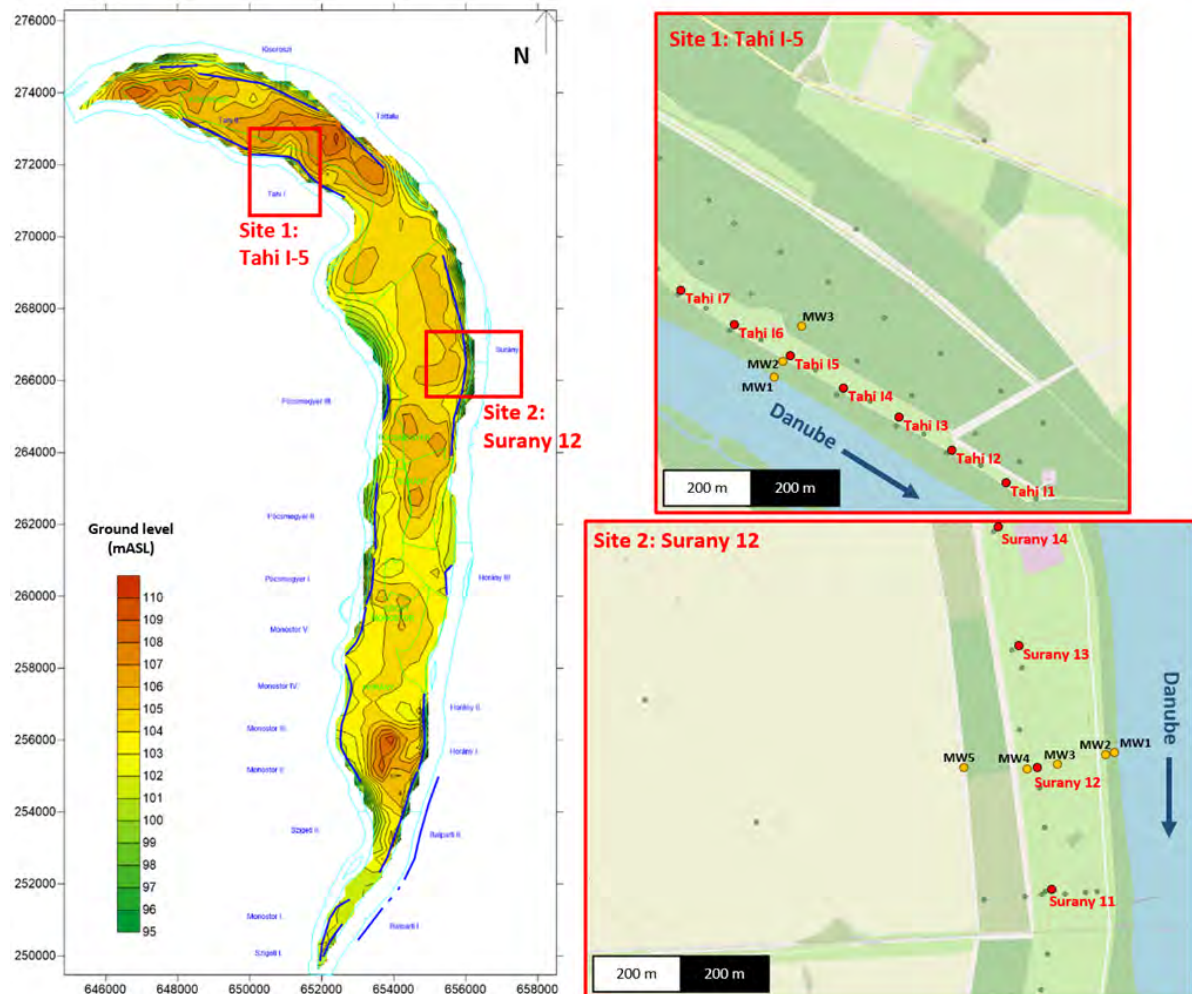 276000
274000
272000
270000
268000
266000
264000
262000
260000
258000
256000
254000
252000
250000
646000
648000
650000
652000
654000
656000
658000
N
Kisoroszi
Tótfalu
Tahi II.
Tahi I.
Site 1:
Tahi I-5
Surány
Site 2:
Surany 12
Pócsmegyer III.
Pócsmegyer II.
Pócsmegyer I.
Horány III.
Monostor V.
Monostor IV.
Monostor III.
Horány II.
Horány I.
Monostor II.
Szigeti II.
Balparti II.
Monostor I.
Balparti I.
Szigeti I.
Ground level
(mASL)
110
109
108
107
106
105
104
103
102
101
100
99
98
97
96
95
Site 1: Tahi I-5
Tahi I7
Tahi I6
MW3
MW2
Tahi I5
MW1
Tahi I4
Tahi I3
Tahi I2
Tahi I1
Danube
200 m
200 m
Site 2: Surany 12
Surany 14
Surany 13
Danube
MW5
MW4
MW3
MW2
MW1
Surany 12
Surany 11
200 m
200 m